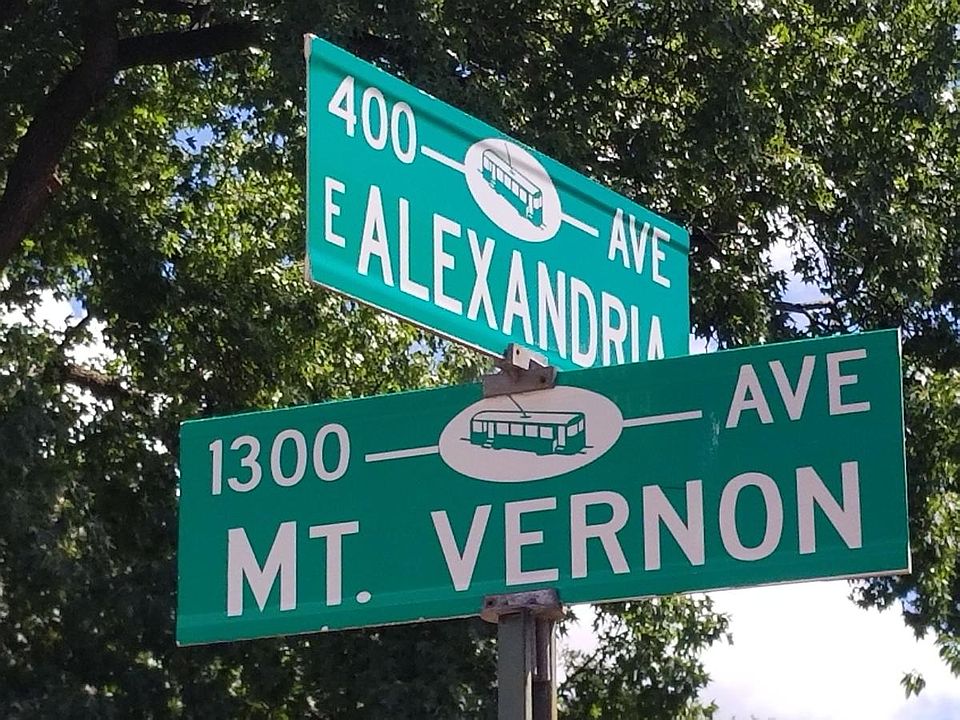 400 AVE
E ALEXANDRIA
1300 AVE
MT. VERNON